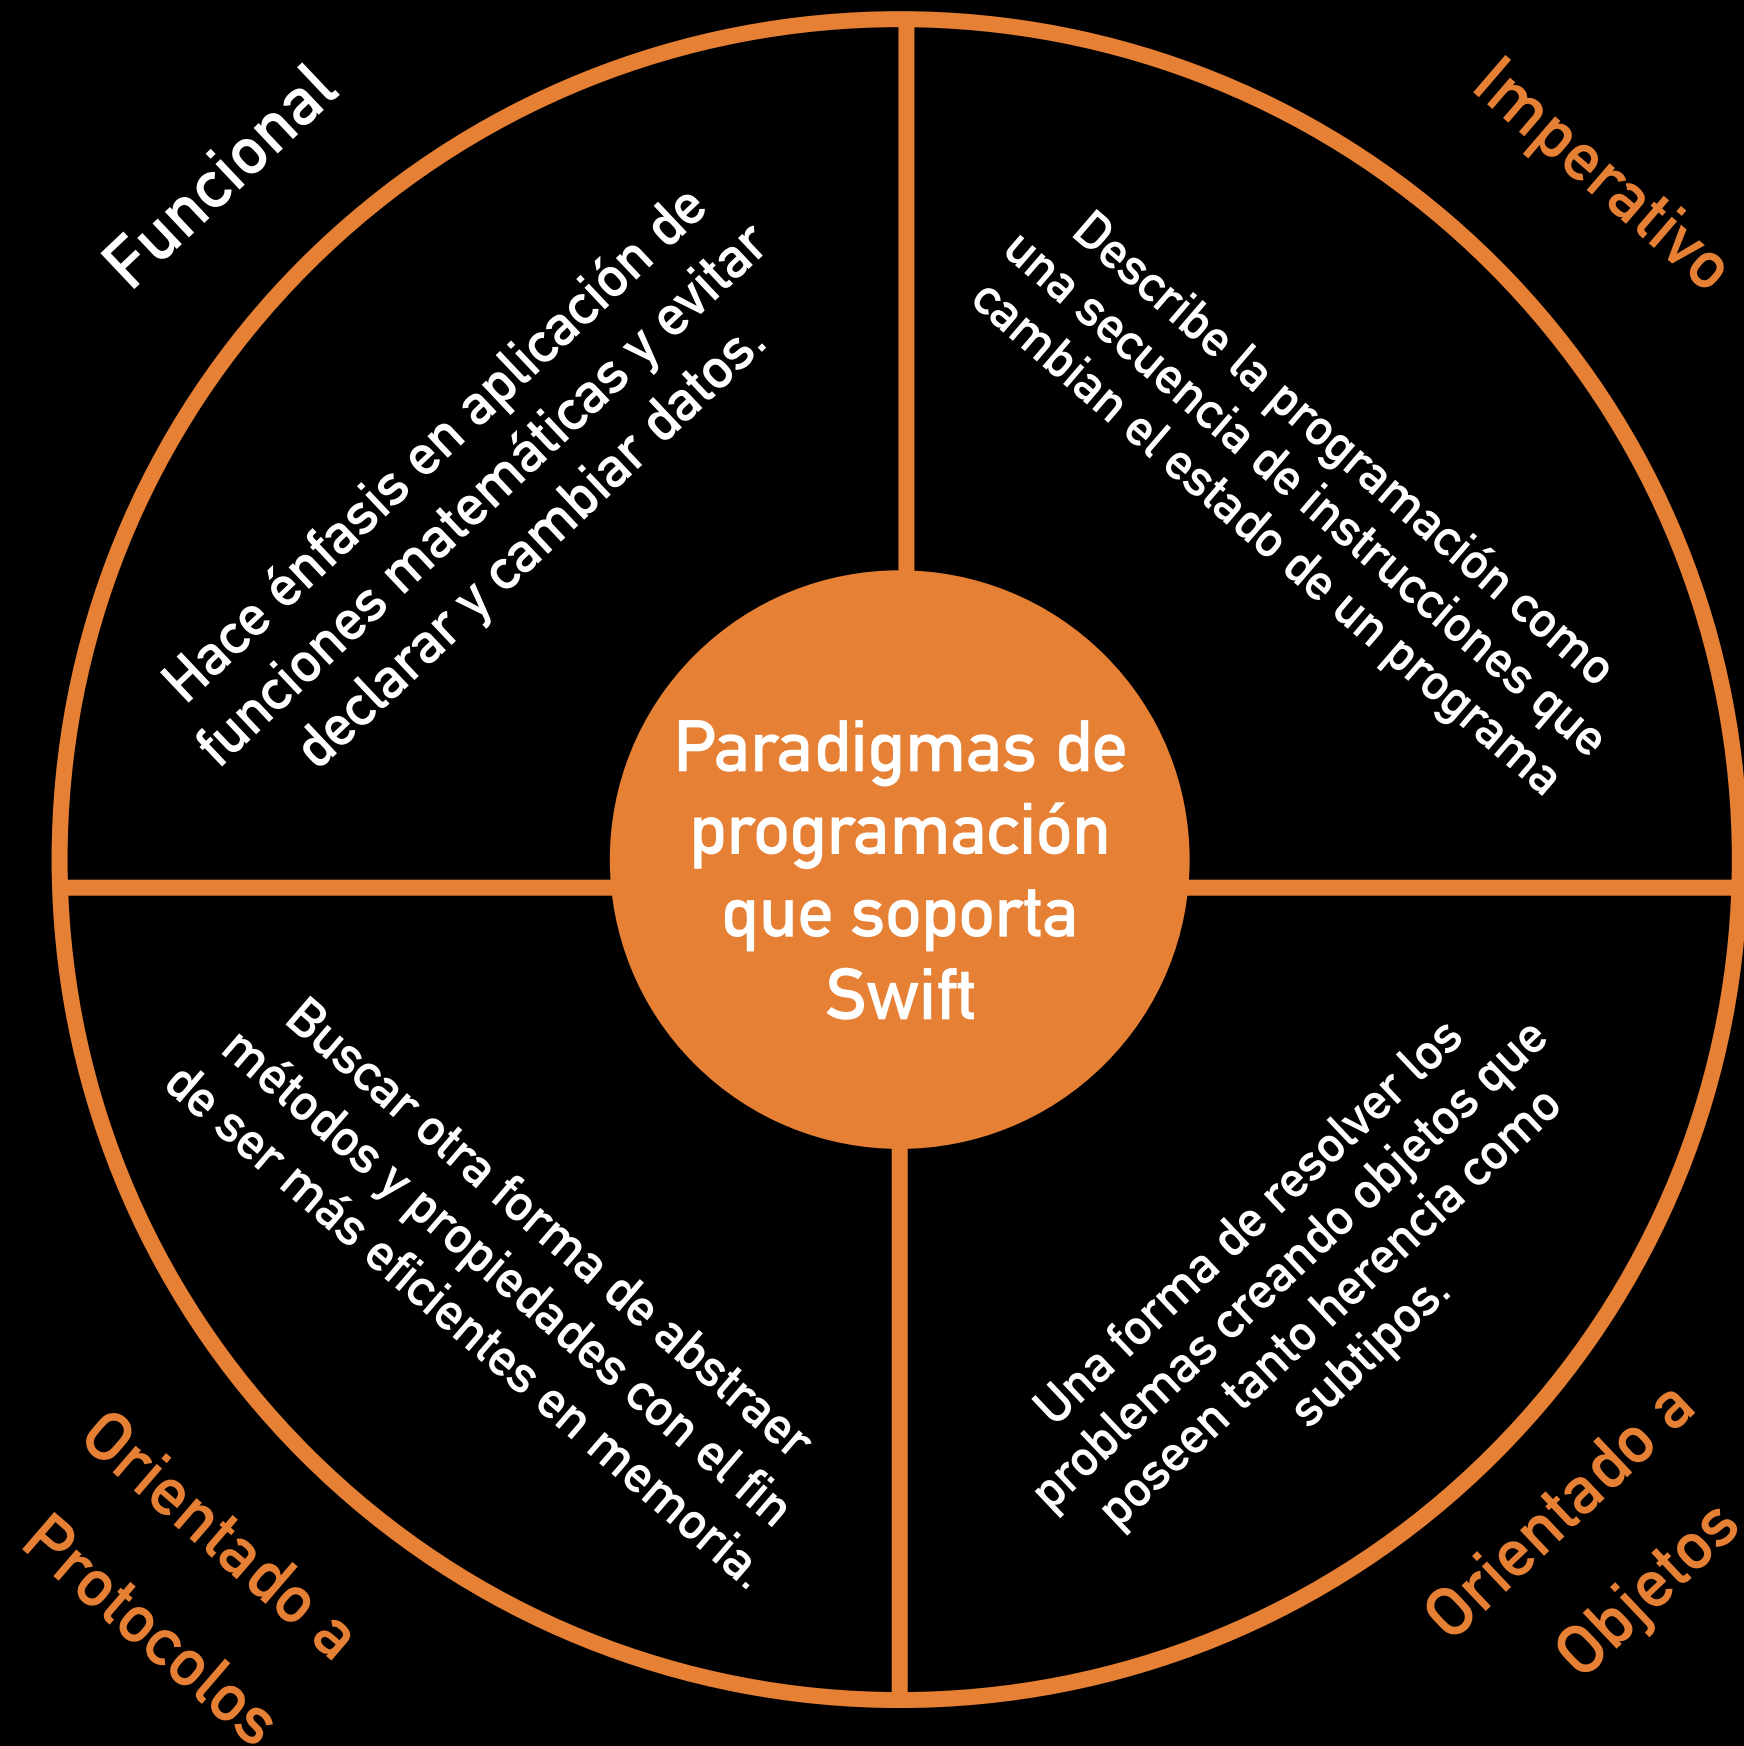 Funcional
Hace énfasis en aplicación de
funciones matemáticas y evitar
declarar y cambiar datos.
Imperativo
Describe la programación como
una secuencia de instrucciones que
cambian el estado de un programa
Paradigmas de
programación
que soporta
Swift
Buscar otra forma de abstraer
métodos y propiedades con el fin
de ser más eficientes en memoria.
Orientado a
Protocolos
Una forma de resolver los
problemas creando objetos que
poseen tanto herencia como
subtipos.
Orientado a
Objetos